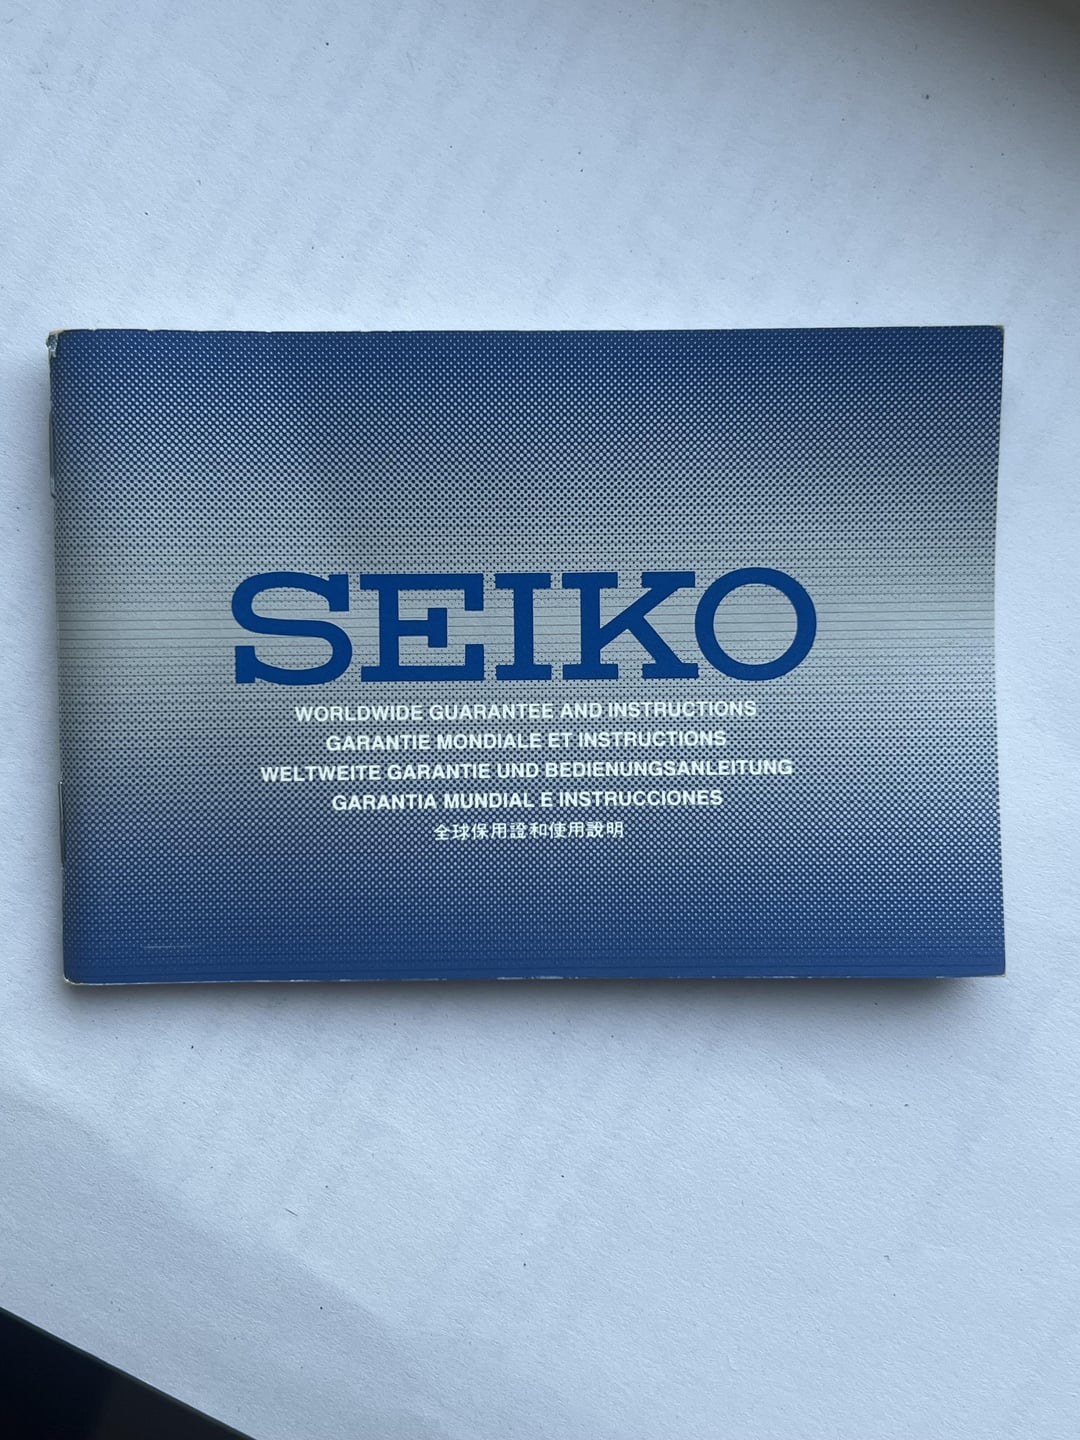 SEIKO
WORLDWIDE GUARANTEE AND INSTRUCTIONS
GARANTIE MONDIALE ET INSTRUCTIONS
WELTWEITE GARANTIE UND BEDIENUNGSANLEITUNG
GARANTIA MUNDIAL E INSTRUCCIONES
全球保用證和使用說明